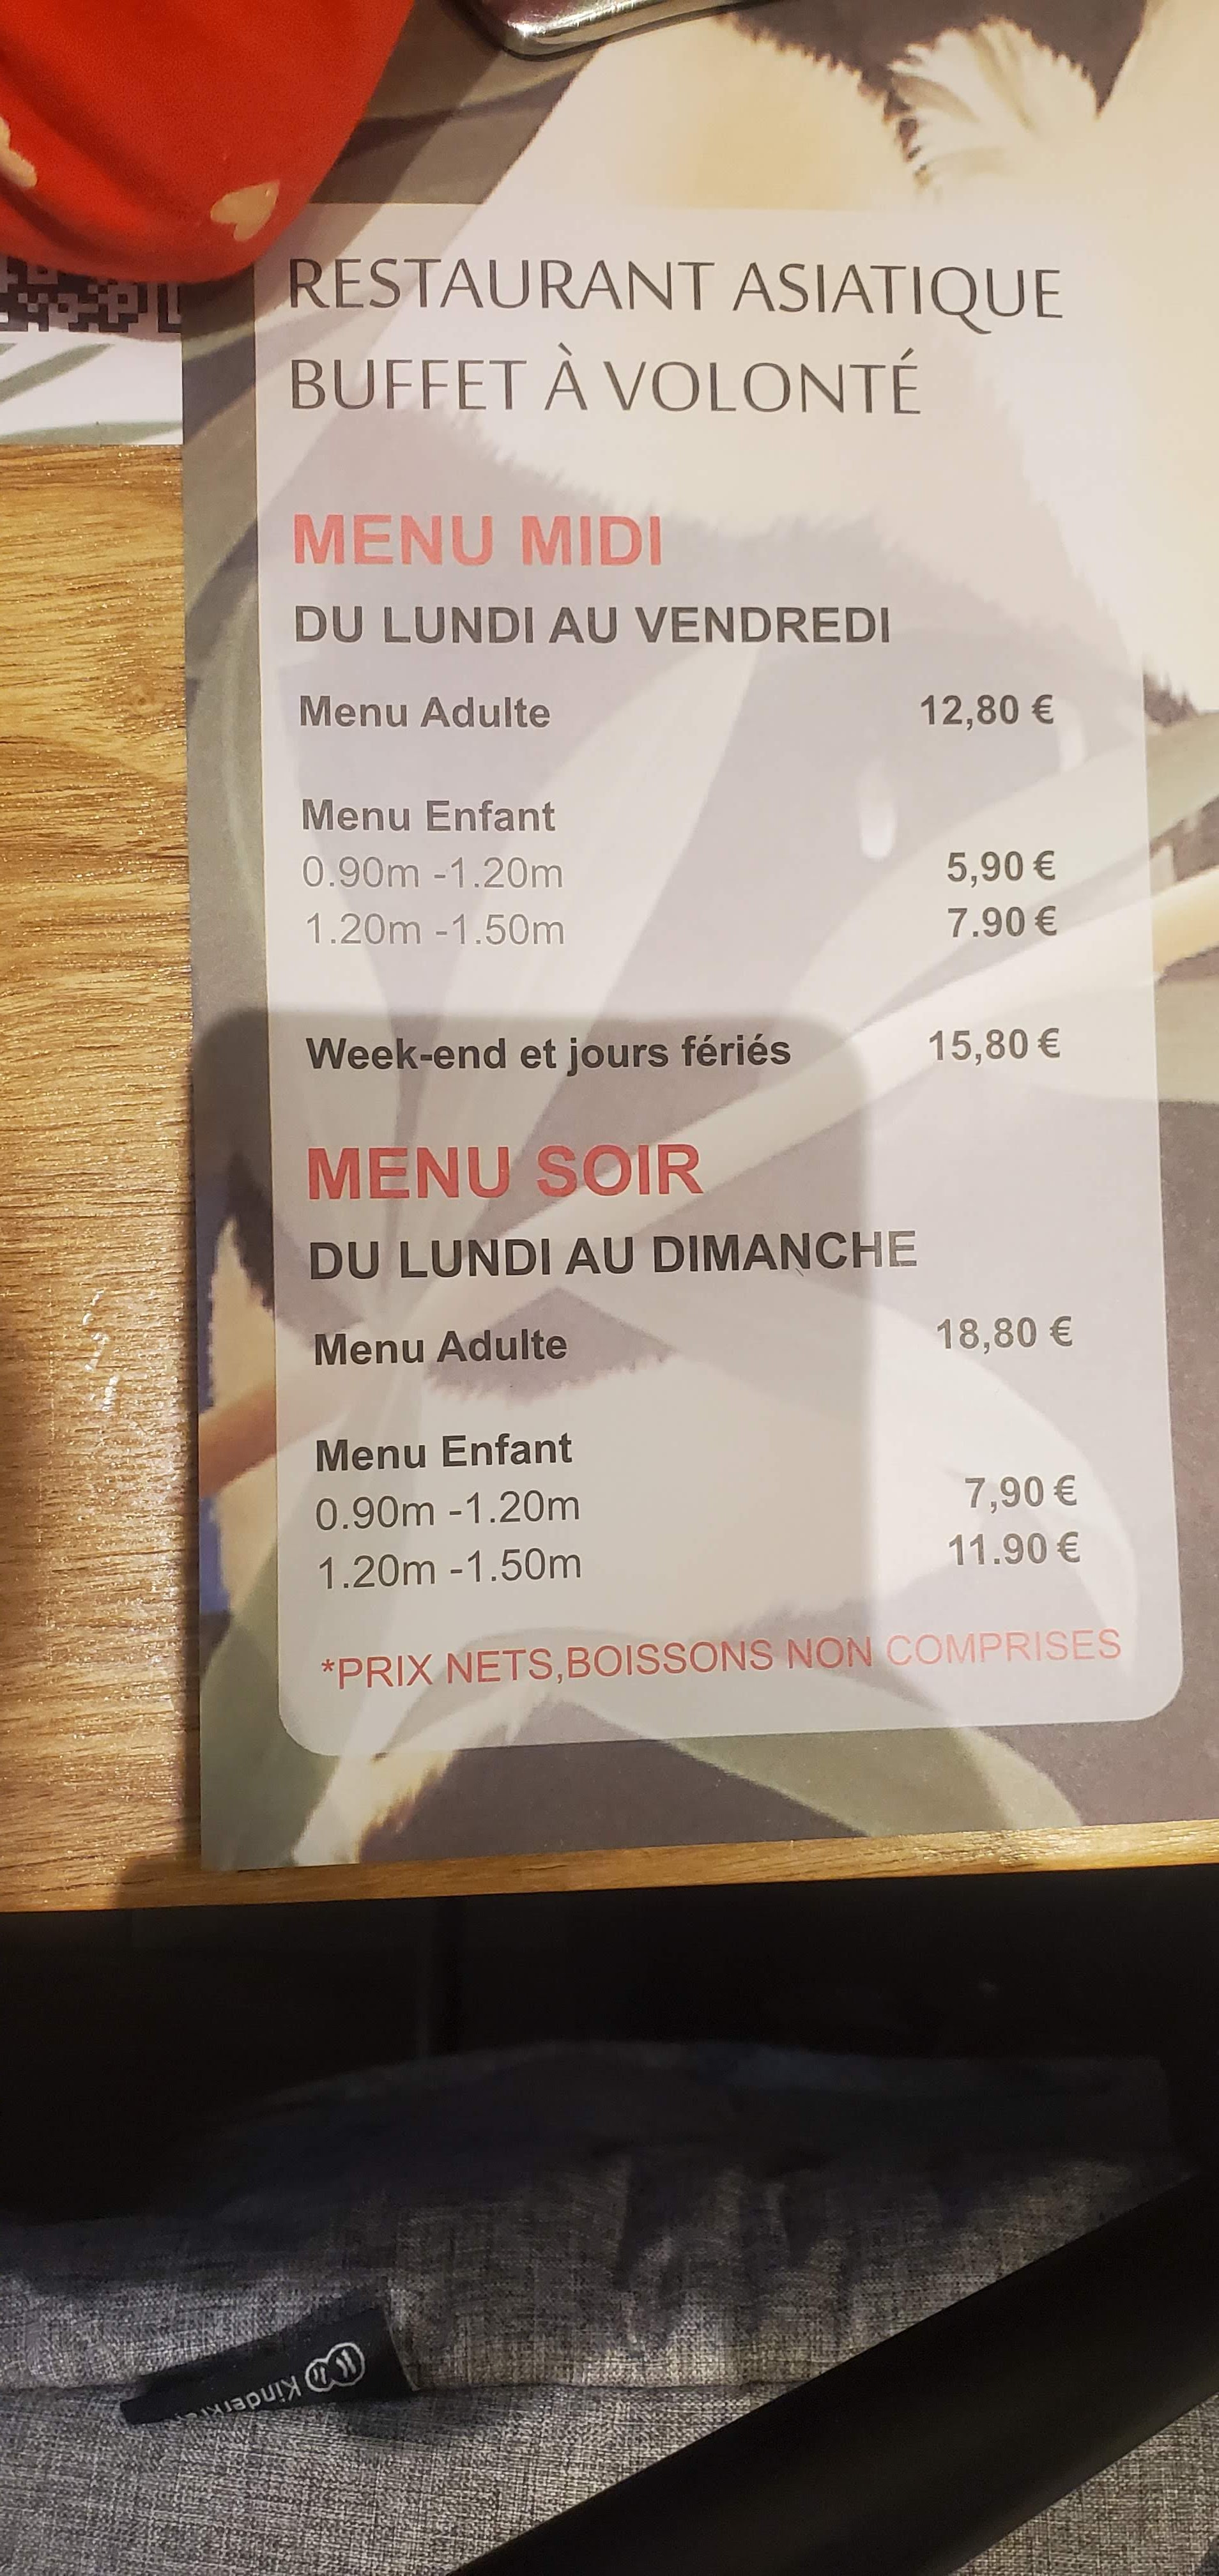 RESTAURANT ASIATIQUE
BUFFET À VOLONTÉ
MENU MIDI
DU LUNDI AU VENDREDI
Menu Adulte 12,80 €
Menu Enfant
0.90m -1.20m 5,90 €
1.20m -1.50m 7.90 €
Week-end et jours fériés 15,80 €
MENU SOIR
DU LUNDI AU DIMANCHE
Menu Adulte 18,80 €
Menu Enfant
0.90m -1.20m 7,90 €
1.20m -1.50m 11.90 €
*PRIX NETS,BOISSONS NON COMPRISES